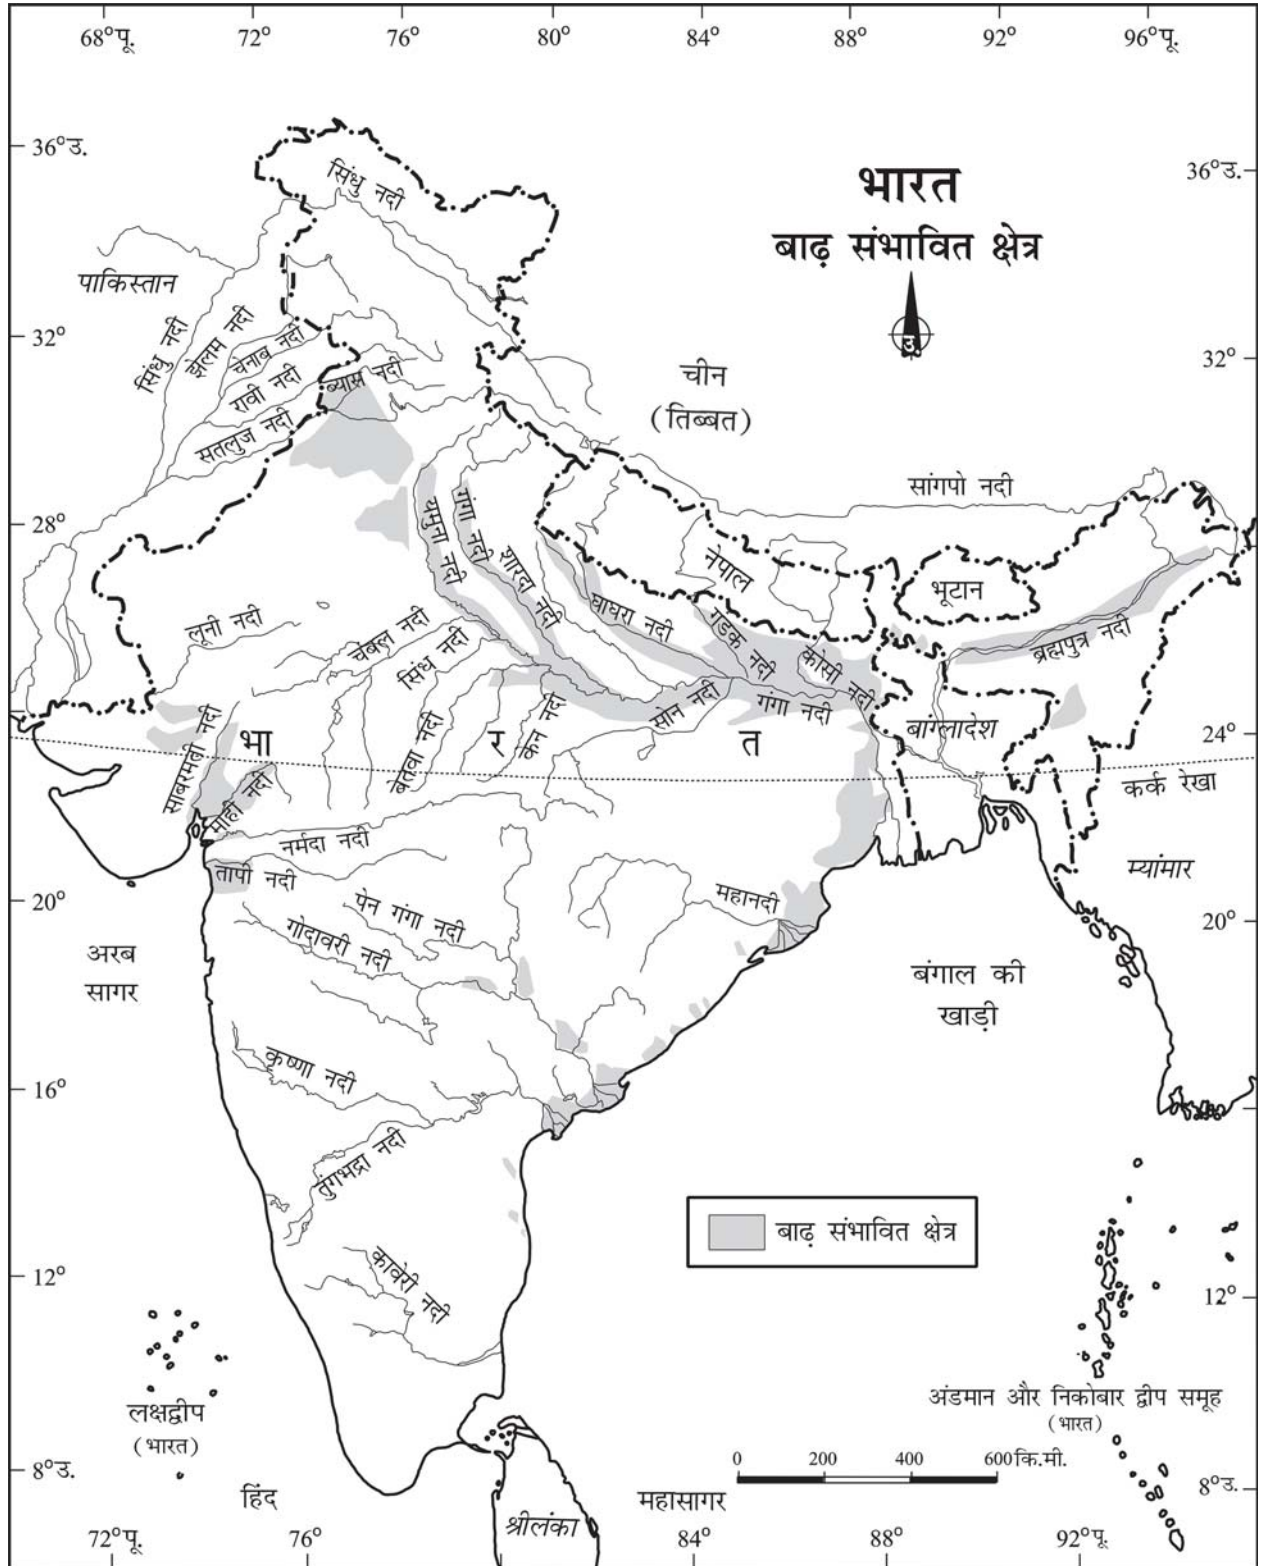 68°पू.
72°
76°
80°
84°
88°
92°
96°पू.
36°उ.
36°उ.
भारत
बाढ़ संभावित क्षेत्र
उ
सिंधु नदी
पाकिस्तान
सिंधु नदी
झेलम नदी
चनाब नदी
रावी नदी
सतलुज नदी
ब्यास नदी
32°
32°
चीन
(तिब्बत)
सांगपो नदी
28°
यमुना नदी
गंगा नदी
शारदा नदी
घाघरा नदी
नेपाल
गंडक नदी
कोसी नदी
भूटान
ब्रह्मपुत्र नदी
लूनी नदी
चंबल नदी
सिंध नदी
बेतवा नदी
केन नदी
सोन नदी
गंगा नदी
बांग्लादेश
24°
साबरमती नदी
माही नदी
भा
र
त
कर्क रेखा
नर्मदा नदी
तापी नदी
म्यांमार
20°
20°
पेन गंगा नदी
गोदावरी नदी
महानदी
अरब
सागर
बंगाल की
खाड़ी
कृष्णा नदी
16°
तुंगभद्रा नदी
बाढ़ संभावित क्षेत्र
12°
12°
कावेरी नदी
लक्षद्वीप
(भारत)
अंडमान और निकोबार द्वीप समूह
(भारत)
0
200
400
600 कि.मी.
8°उ.
8°उ.
हिंद
महासागर
श्रीलंका
72°पू.
76°
84°
88°
92°पू.